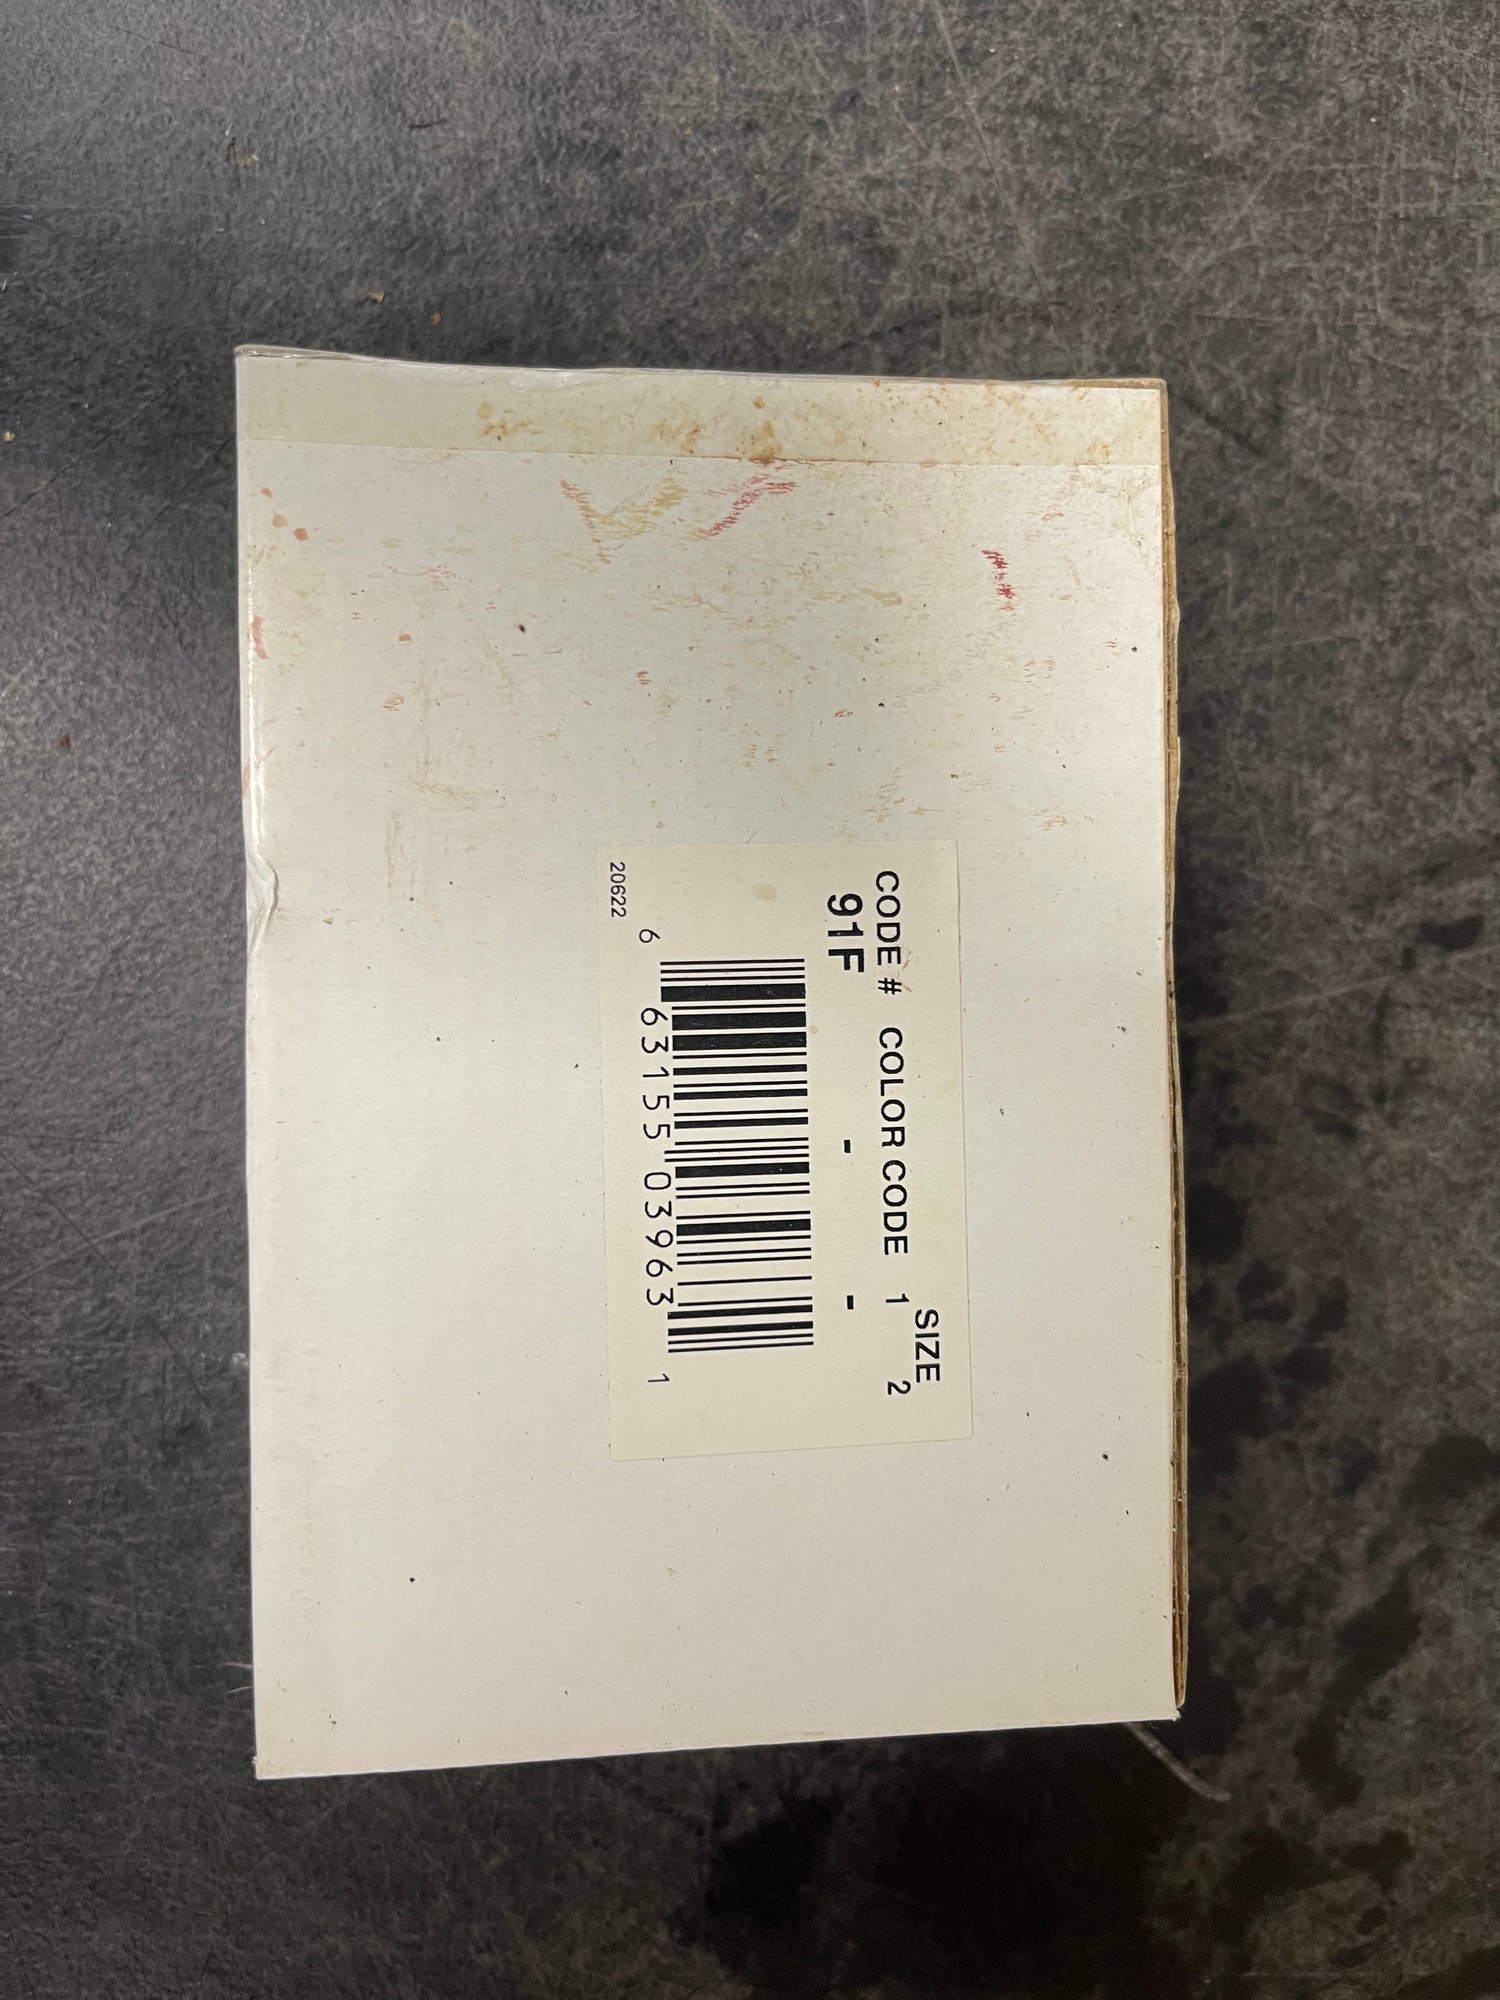 SIZE
CODE # COLOR CODE 1 2
91F - -
6 63155 03963 1
20622